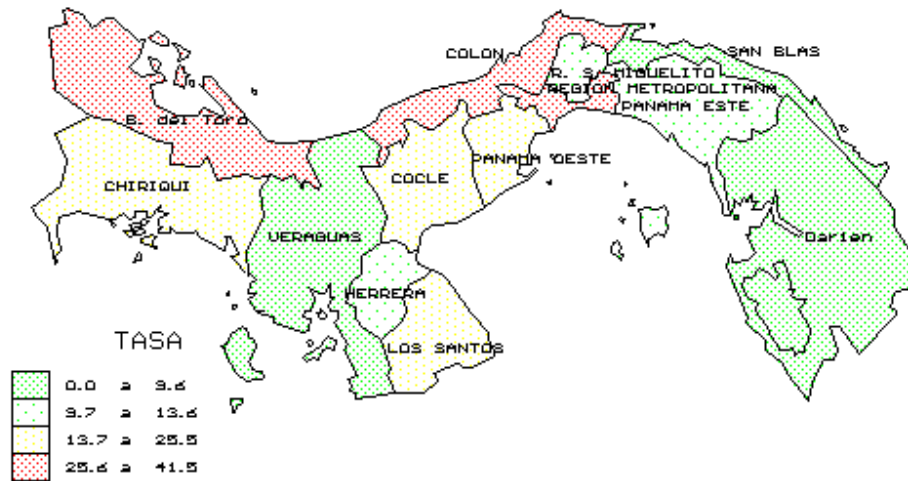 COLON
SAN BLAS
R. S. MIGUELITO
REGION METROPOLITANA
PANAMA ESTE
B. del Toro
PANAMA OESTE
CHIRIQUI
COCLE
VERAGUAS
Darien
HERRERA
LOS SANTOS
TASA
0.0 a 9.6
9.7 a 13.6
13.7 a 25.5
25.6 a 41.5